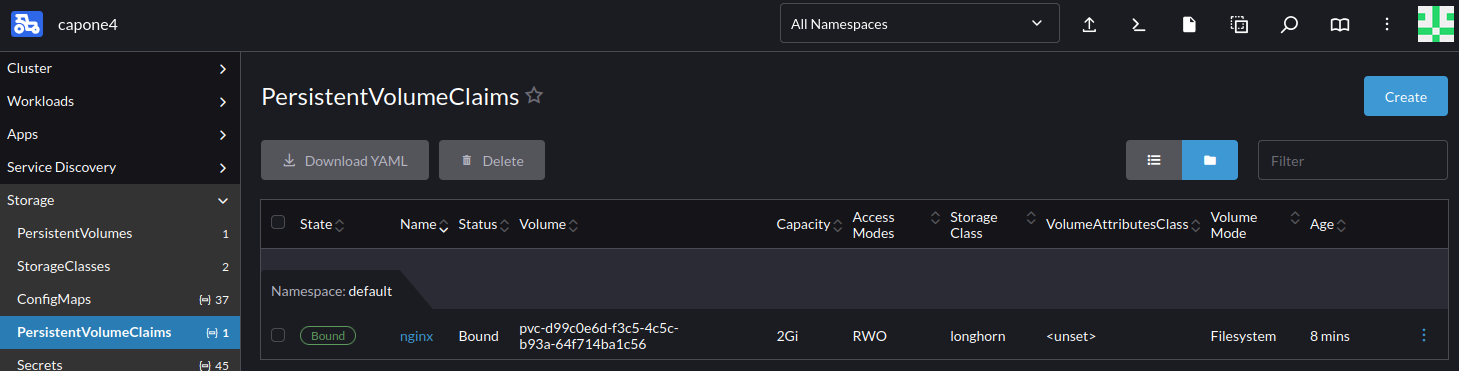 capone4
All Namespaces
Cluster
Workloads
Apps
Service Discovery
Storage
PersistentVolumes 1
StorageClasses 2
ConfigMaps 37
PersistentVolumeClaims 1
Secrets 45
PersistentVolumeClaims
Create
Download YAML Delete
Filter
State Name Status Volume Capacity Access Modes Storage Class VolumeAttributesClass Volume Mode Age
Namespace: default
Bound nginx Bound pvc-d99c0e6d-f3c5-4c5c-
b93a-64f714ba1c56 2Gi RWO longhorn <unset> Filesystem 8 mins